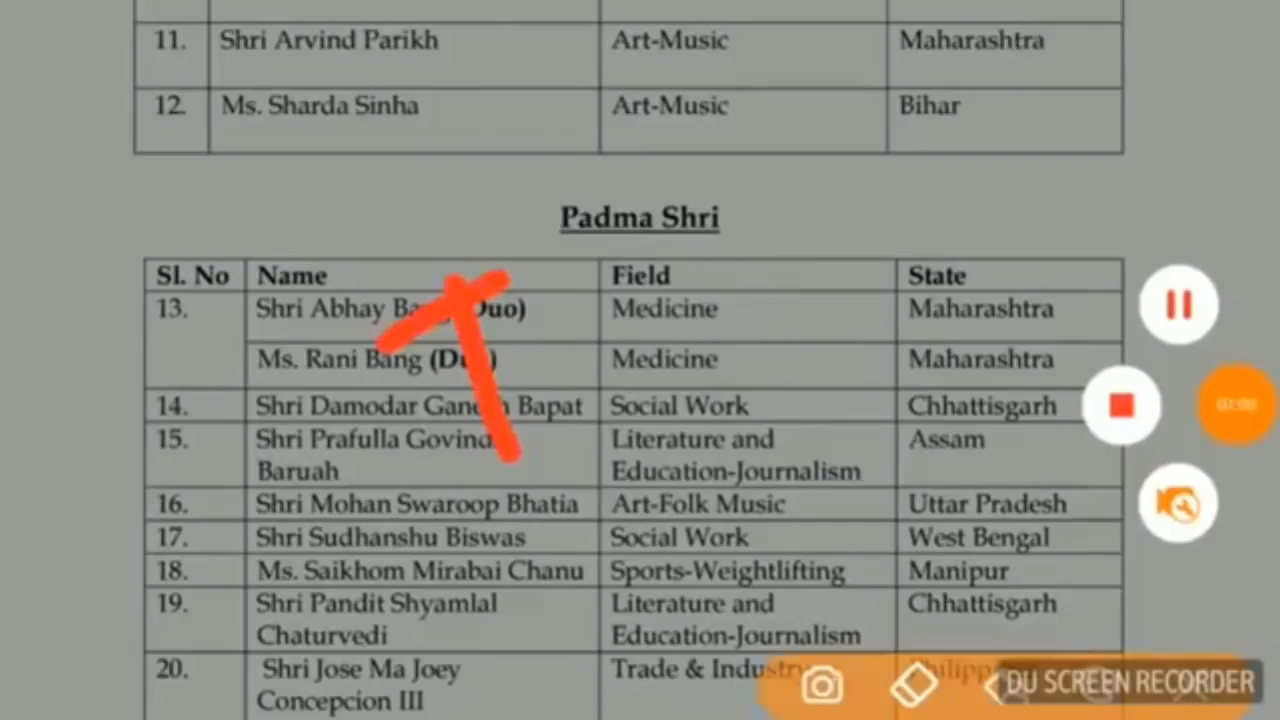 11. Shri Arvind Parikh Art-Music Maharashtra
12. Ms. Sharda Sinha Art-Music Bihar
Padma Shri
Sl. No Name Field State
13. Shri Abhay Duo) Medicine Maharashtra
Ms. Rani Bang Medicine Maharashtra
14. Shri Damodar Bapat Social Work Chhattisgarh
15. Shri Prafulla Literature and Assam
Baruah Education-Journalism
16. Shri Mohan Swaroop Bhatia Art-Folk Music Uttar Pradesh
17. Shri Sudhanshu Biswas Social Work West Bengal
18. Ms. Saikhom Mirabai Chanu Sports-Weightlifting Manipur
19. Shri Pandit Shyamlal Literature and Chhattisgarh
Chaturvedi Education-Journalism
20. Shri Jose Ma Joey Trade & Industry
Concepcion III
DU SCREEN RECORDER